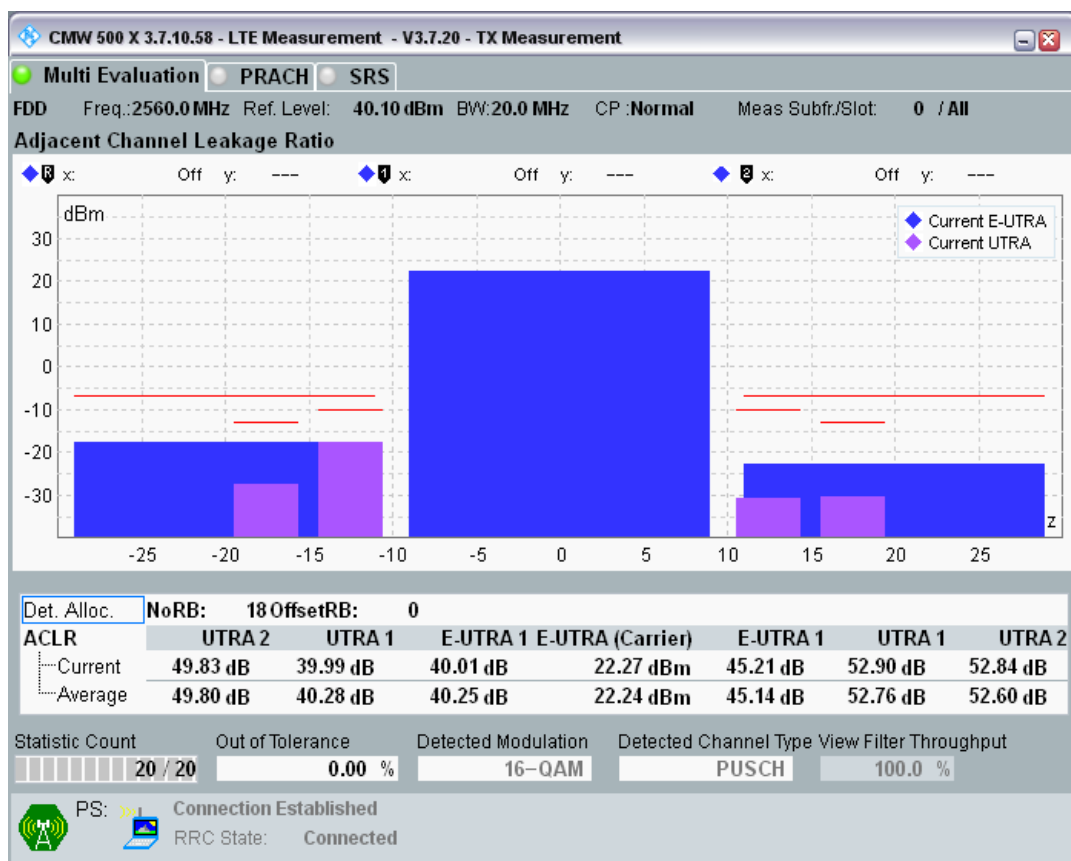 CMW 500 X 3.7.10.58 - LTE Measurement - V3.7.20 - TX Measurement
Multi Evaluation PRACH SRS
FDD Freq.:2560.0 MHz Ref. Level: 40.10 dBm BW:20.0 MHz CP :Normal Meas Subfr./Slot: 0 / All
Adjacent Channel Leakage Ratio
R x: Off y: --- 1 x: Off y: --- 2 x: Off y: ---
dBm
Current E-UTRA
Current UTRA
30
20
10
0
-10
-20
-30
z
-25 -20 -15 -10 -5 0 5 10 15 20 25
Det. Alloc. NoRB: 18 OffsetRB: 0
ACLR UTRA 2 UTRA 1 E-UTRA 1 E-UTRA (Carrier) E-UTRA 1 UTRA 1 UTRA 2
Current 49.83 dB 39.99 dB 40.01 dB 22.27 dBm 45.21 dB 52.90 dB 52.84 dB
Average 49.80 dB 40.28 dB 40.25 dB 22.24 dBm 45.14 dB 52.76 dB 52.60 dB
Statistic Count Out of Tolerance Detected Modulation Detected Channel Type View Filter Throughput
20 / 20 0.00 % 16-QAM PUSCH 100.0 %
PS: Connection Established
RRC State: Connected